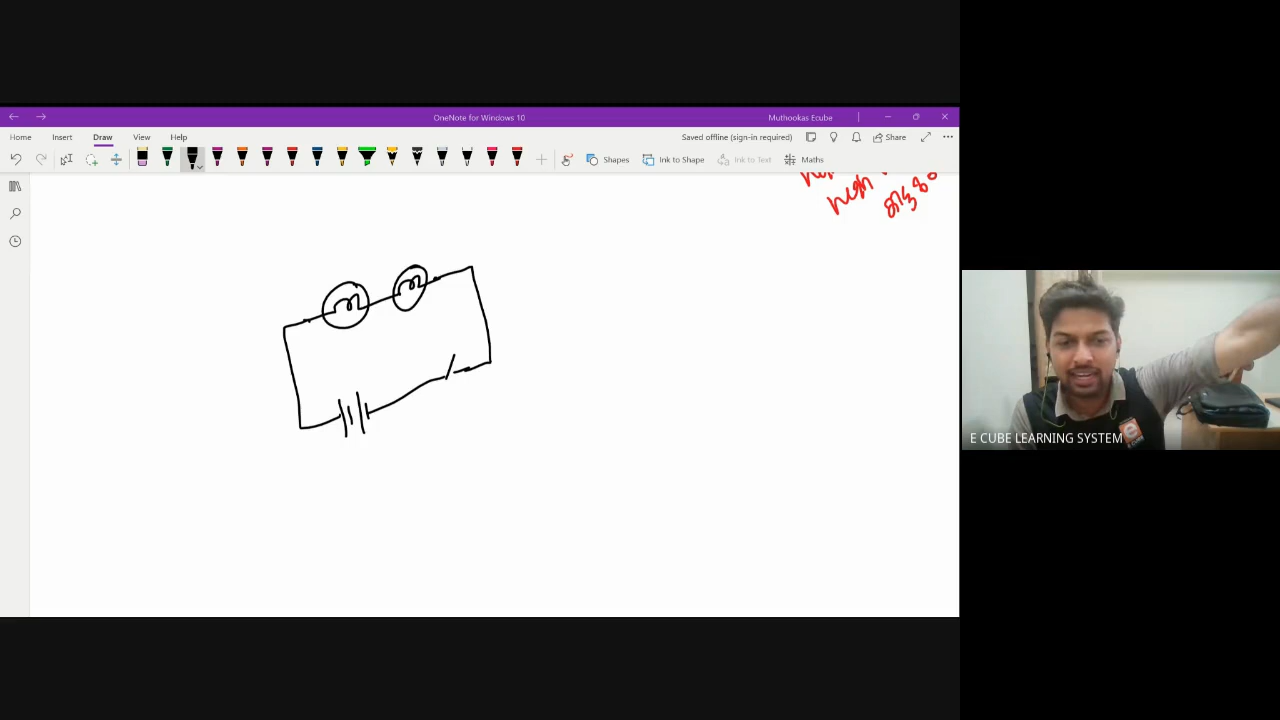 OneNote for Windows 10
Muthookas Ecube
Home Insert Draw View Help
Saved offline (sign-in required)
Share
Shapes
Ink to Shape
Ink to Text
Maths
E CUBE LEARNING SYSTEM
E CUBE